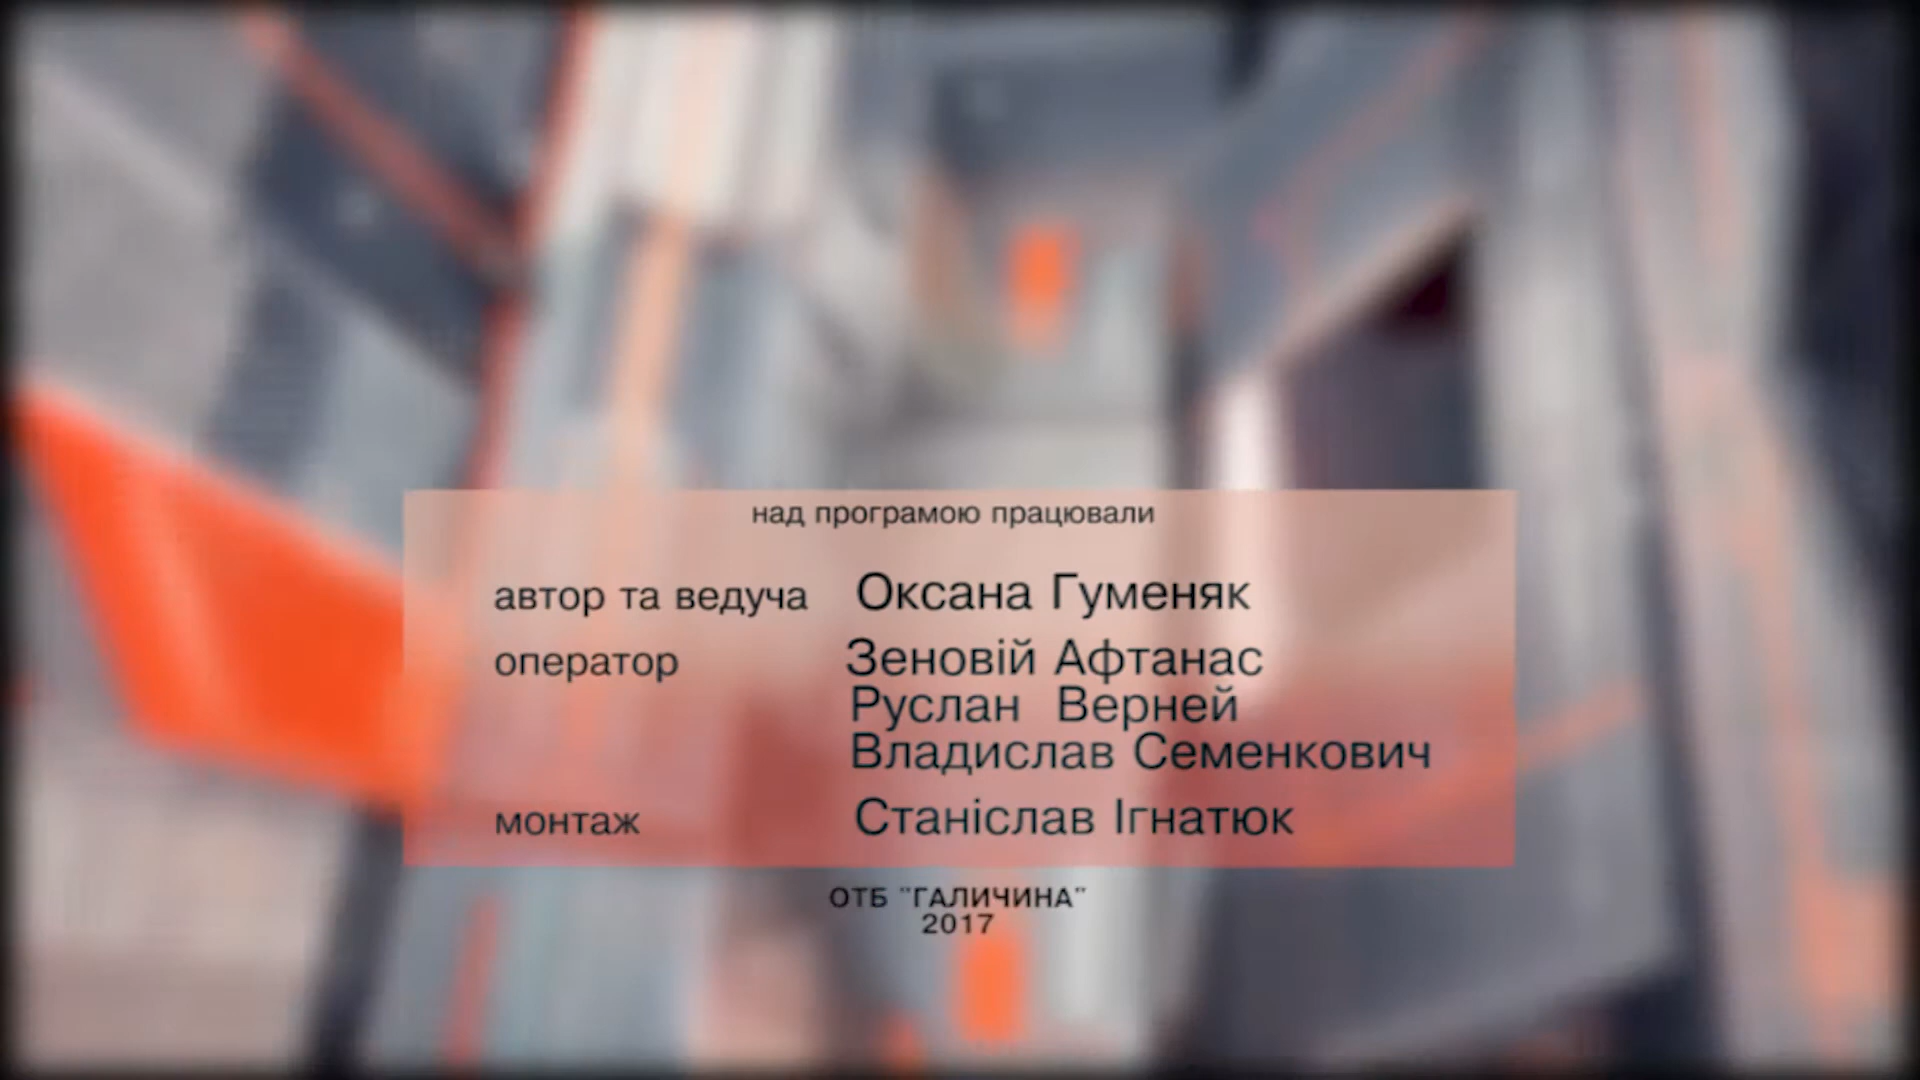 над програмою працювали
автор та ведуча Оксана Гуменяк
оператор Зеновій Афтанас
Руслан Верней
Владислав Семенкович
монтаж Станіслав Ігнатюк
ОТБ "ГАЛИЧИНА"
2017